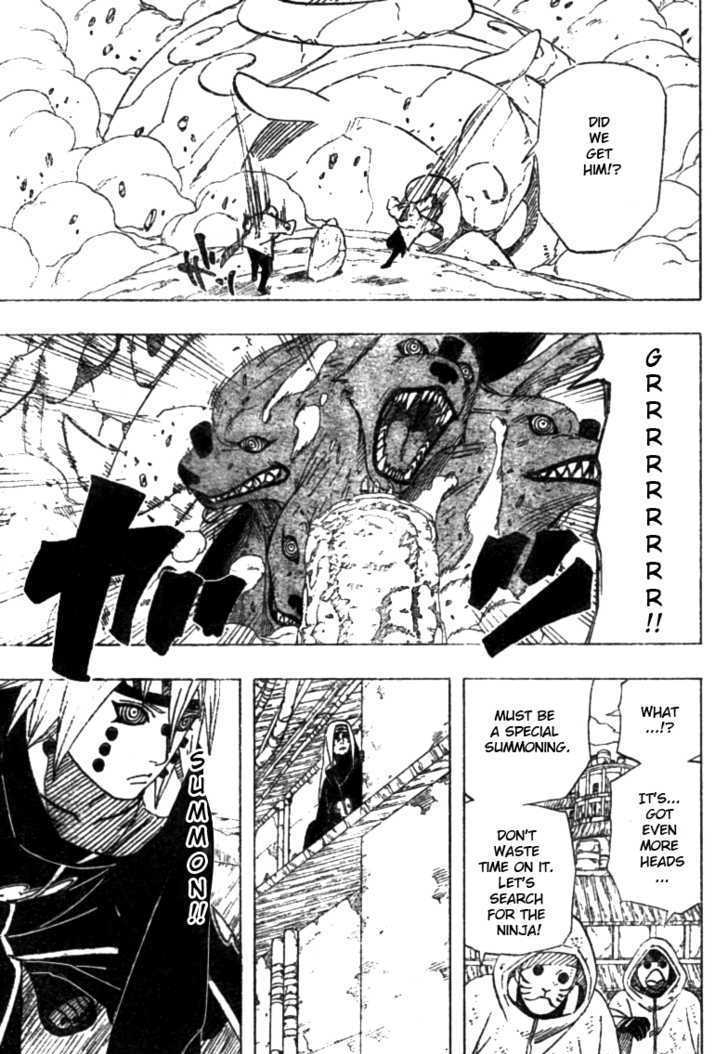 DID
WE
GET
HIM!?
GRRRRRRRRR!!
WHAT
...!?
IT'S...
GOT
EVEN
MORE
HEADS
...
MUST BE
A SPECIAL
SUMMONING.
DON'T
WASTE
TIME ON IT.
LET'S
SEARCH
FOR THE
NINJA!
SUMMON!!